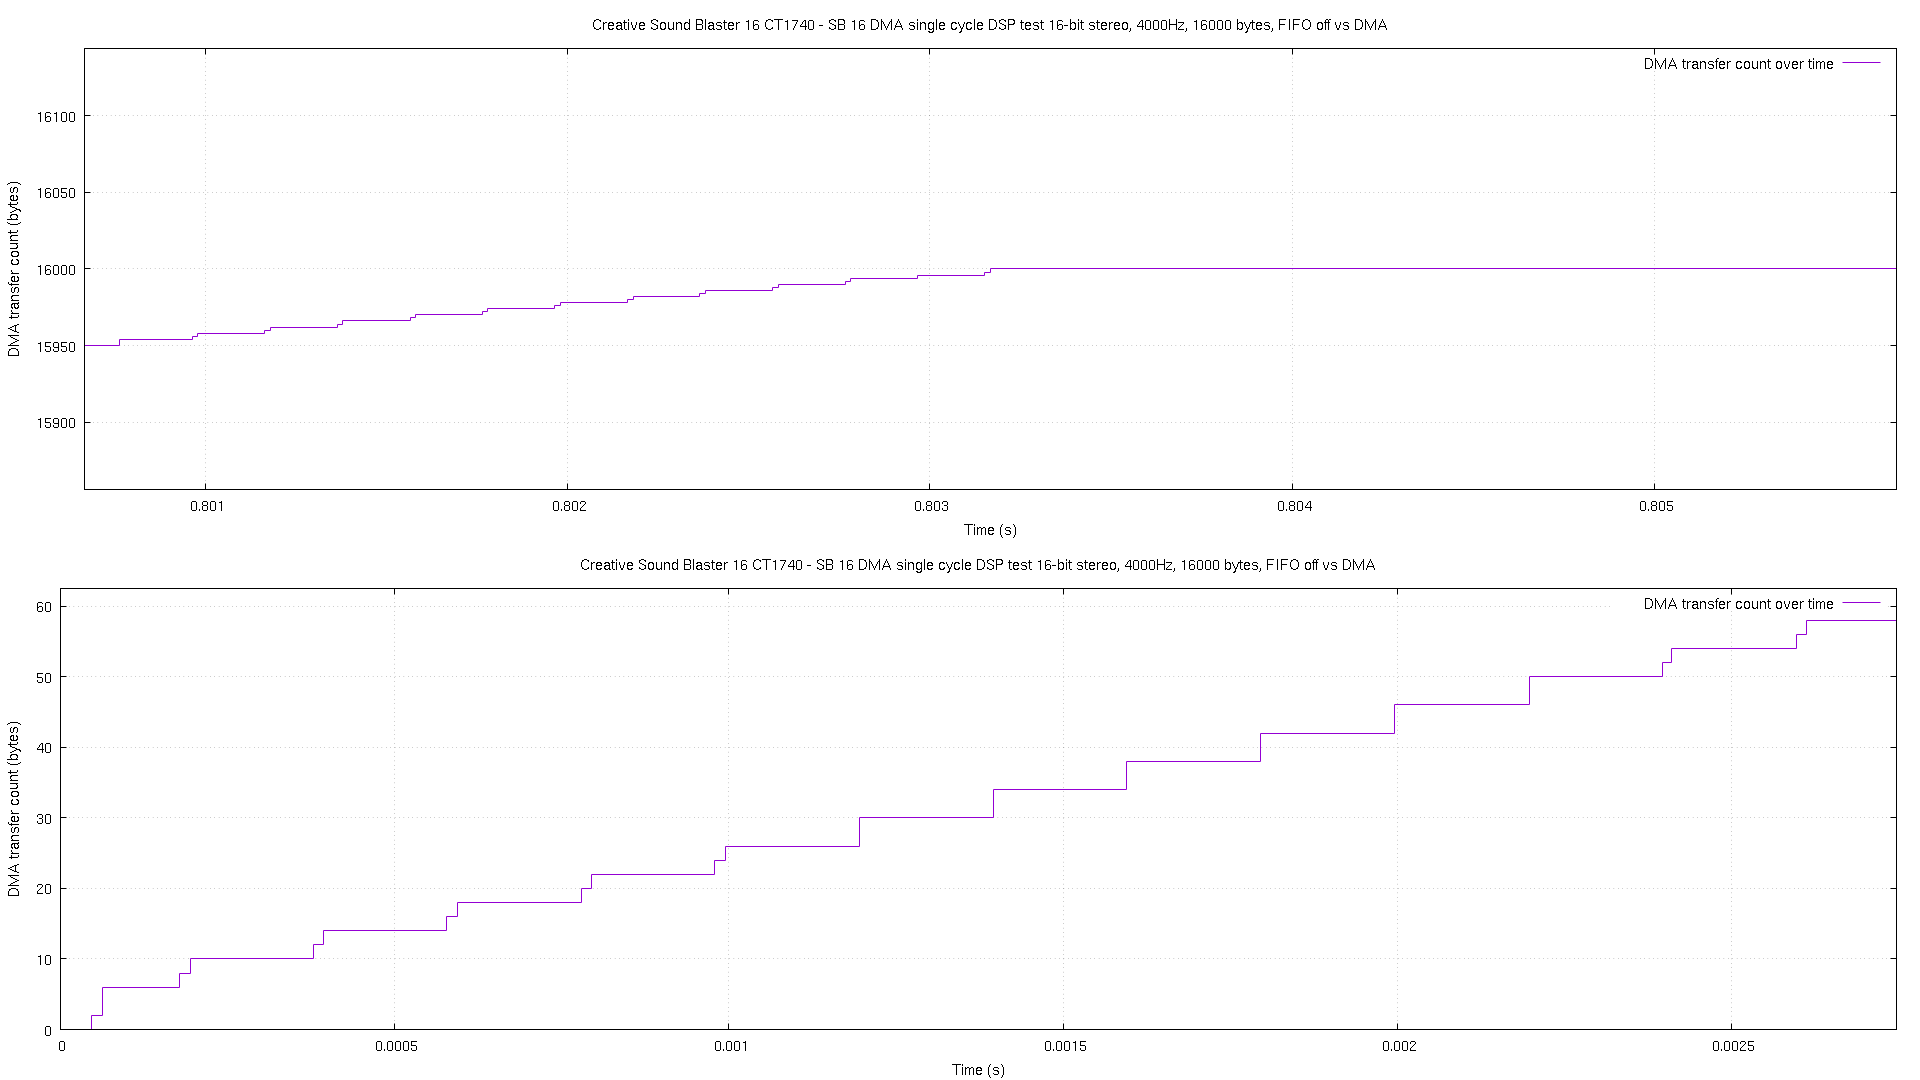 Creative Sound Blaster 16 CT1740 - SB 16 DMA single cycle DSP test 16-bit stereo, 4000Hz, 16000 bytes, FIFO off vs DMA
DMA transfer count over time
16100
16050
16000
15950
15900
DMA transfer count (bytes)
0.801 0.802 0.803 0.804 0.805
Time (s)
Creative Sound Blaster 16 CT1740 - SB 16 DMA single cycle DSP test 16-bit stereo, 4000Hz, 16000 bytes, FIFO off vs DMA
DMA transfer count over time
60
50
40
30
20
10
0
DMA transfer count (bytes)
0 0.0005 0.001 0.0015 0.002 0.0025
Time (s)